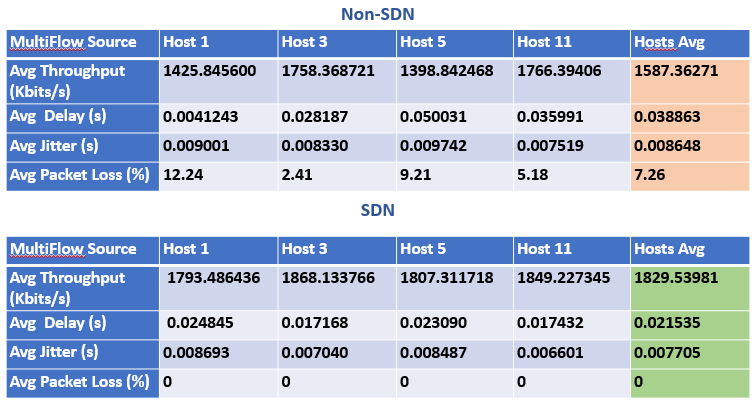 Non-SDN
MultiFlow Source Host 1 Host 3 Host 5 Host 11 Hosts Avg
Avg Throughput (Kbits/s) 1425.845600 1758.368721 1398.842468 1766.39406 1587.36271
Avg Delay (s) 0.0041243 0.028187 0.050031 0.035991 0.038863
Avg Jitter (s) 0.009001 0.008330 0.009742 0.007519 0.008648
Avg Packet Loss (%) 12.24 2.41 9.21 5.18 7.26
SDN
MultiFlow Source Host 1 Host 3 Host 5 Host 11 Hosts Avg
Avg Throughput (Kbits/s) 1793.486436 1868.133766 1807.311718 1849.227345 1829.53981
Avg Delay (s) 0.024845 0.017168 0.023090 0.017432 0.021535
Avg Jitter (s) 0.008693 0.007040 0.008487 0.006601 0.007705
Avg Packet Loss (%) 0 0 0 0 0